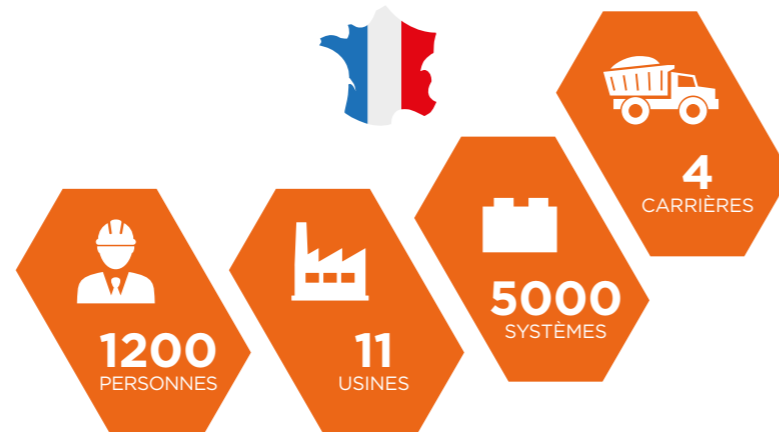 1200
PERSONNES
11
USINES
5000
SYSTÈMES
4
CARRIÈRES